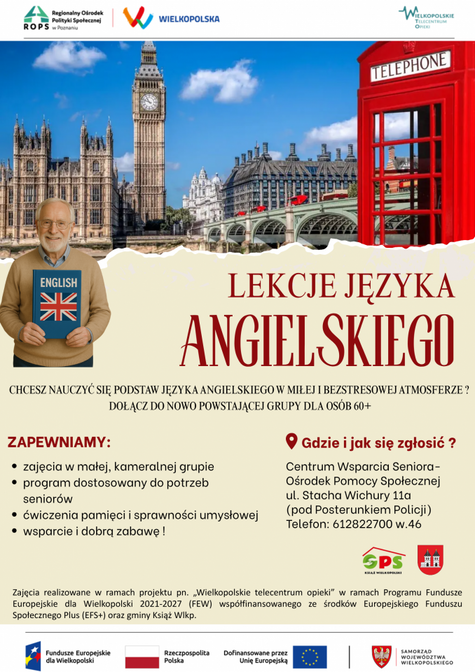 ROPS
Regionalny Ośrodek
Polityki Społecznej
w Poznaniu
WIELKOPOLSKA
WIELKOPOLSKIE
TELECENTRUM
OPIEKI
TELEPHONE
ENGLISH
LEKCJE JĘZYKA
ANGIELSKIEGO
CHCESZ NAUCZYĆ SIĘ PODSTAW JĘZYKA ANGIELSKIEGO W MIŁEJ I BEZSTRESOWEJ ATMOSFERZE ?
DOŁĄCZ DO NOWO POWSTAJĄCEJ GRUPY DLA OSÓB 60+
ZAPEWNIAMY:
• zajęcia w małej, kameralnej grupie
• program dostosowany do potrzeb
seniorów
• ćwiczenia pamięci i sprawności umysłowej
• wsparcie i dobrą zabawę !
Gdzie i jak się zgłosić ?
Centrum Wsparcia Seniora-
Ośrodek Pomocy Społecznej
ul. Stacha Wichury 11a
(pod Posterunkiem Policji)
Telefon: 612822700 w.46
OPS
KSIĄŻ WIELKOPOLSKI
Zajęcia realizowane w ramach projektu pn. „Wielkopolskie telecentrum opieki” w ramach Programu Fundusze
Europejskie dla Wielkopolski 2021-2027 (FEW) współfinansowanego ze środków Europejskiego Funduszu
Społecznego Plus (EFS+) oraz gminy Książ Wlkp.
Fundusze Europejskie
dla Wielkopolski
Rzeczpospolita
Polska
Dofinansowane przez
Unię Europejską
SAMORZĄD
WOJEWÓDZTWA
WIELKOPOLSKIEGO